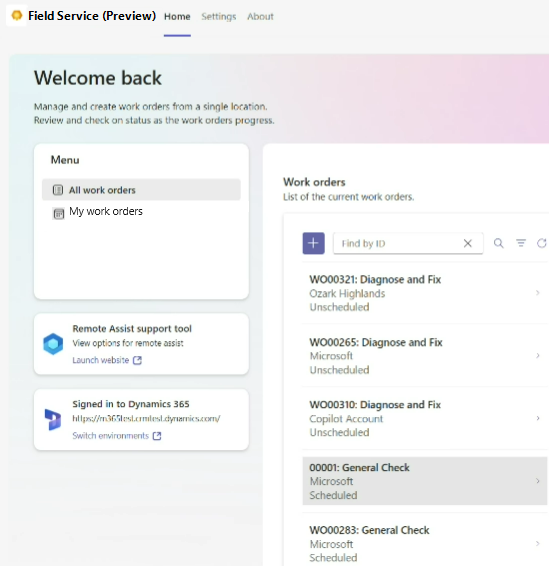 Field Service (Preview) Home Settings About
Welcome back
Manage and create work orders from a single location.
Review and check on status as the work orders progress.
Menu
All work orders
My work orders
Remote Assist support tool
View options for remote assist
Launch website
Signed in to Dynamics 365
https://m365test.crmtest.dynamics.com/
Switch environments
Work orders
List of the current work orders.
Find by ID
WO00321: Diagnose and Fix
Ozark Highlands
Unscheduled
WO00265: Diagnose and Fix
Microsoft
Unscheduled
WO00310: Diagnose and Fix
Copilot Account
Unscheduled
00001: General Check
Microsoft
Scheduled
WO00283: General Check
Microsoft
Scheduled